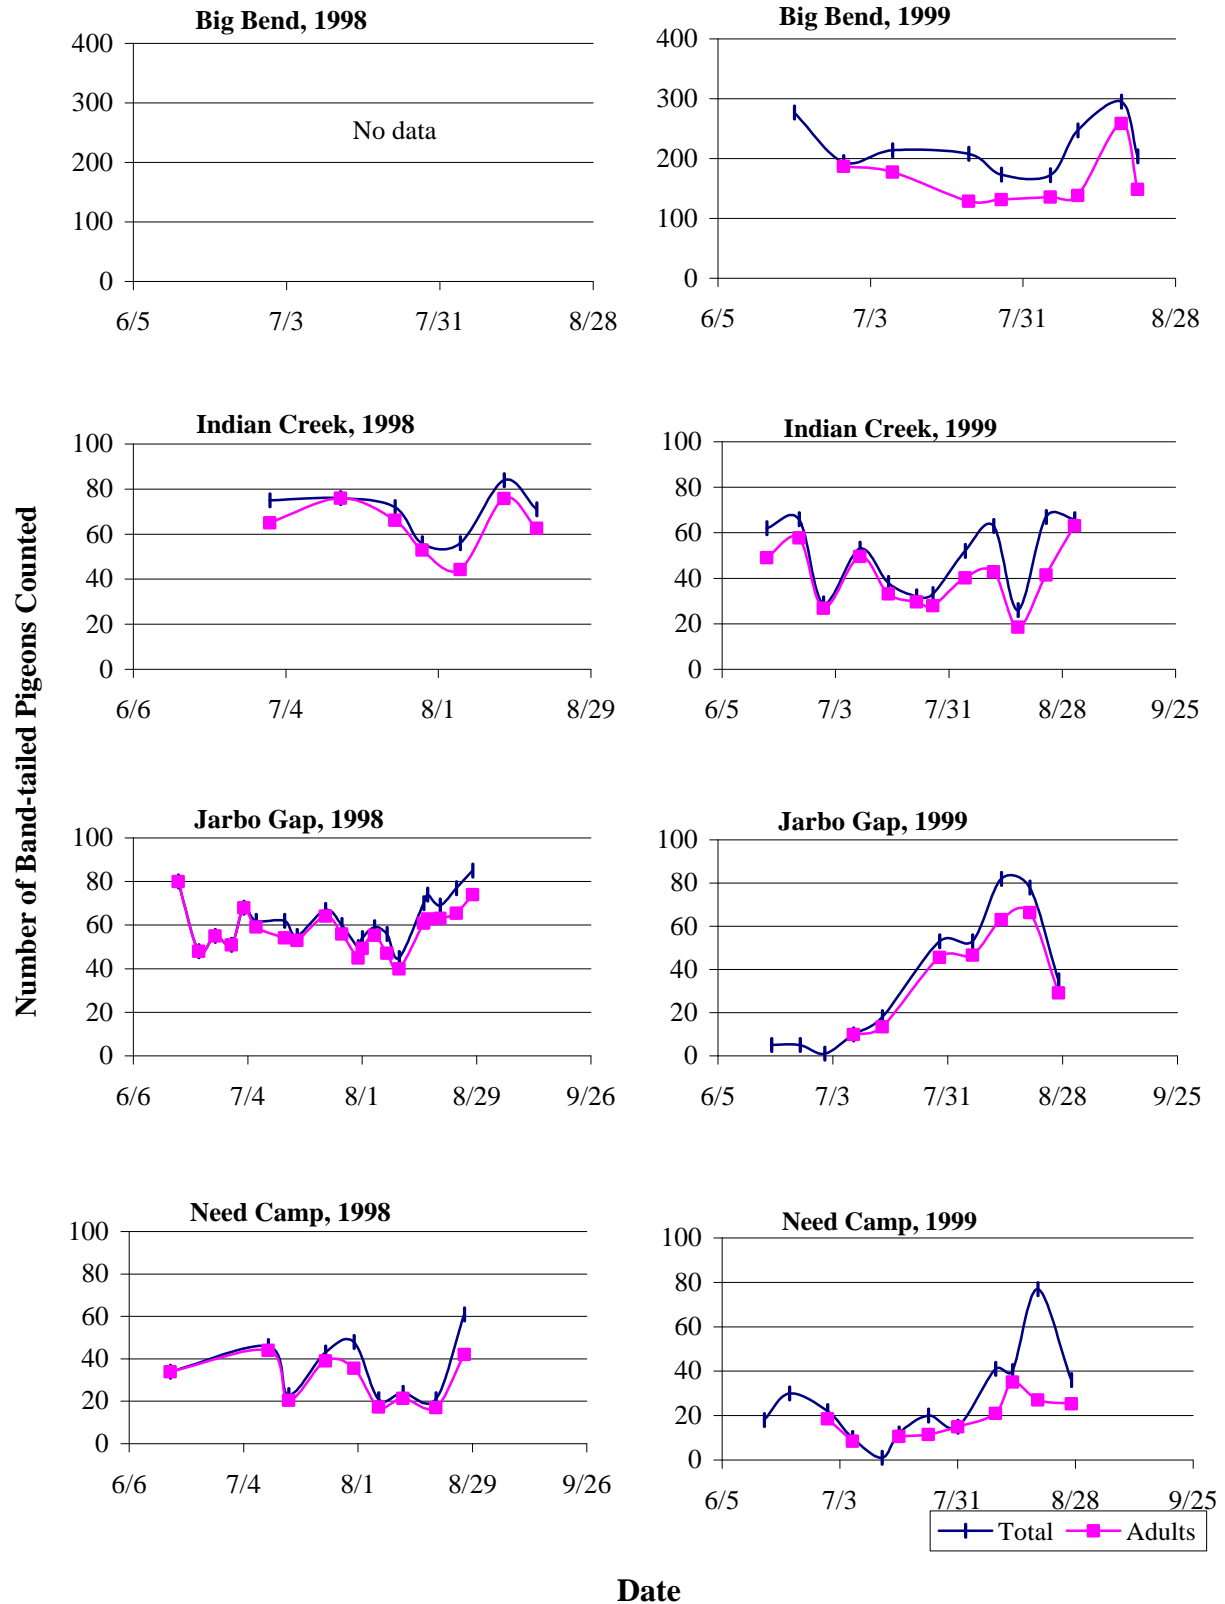 Big Bend, 1998
400
300
200
100
0
No data
6/5 7/3 7/31 8/28
Big Bend, 1999
400
300
200
100
0
6/5 7/3 7/31 8/28
Indian Creek, 1998
100
80
60
40
20
0
6/6 7/4 8/1 8/29
Indian Creek, 1999
100
80
60
40
20
0
6/5 7/3 7/31 8/28 9/25
Number of Band-tailed Pigeons Counted
Jarbo Gap, 1998
100
80
60
40
20
0
6/6 7/4 8/1 8/29 9/26
Jarbo Gap, 1999
100
80
60
40
20
0
6/5 7/3 7/31 8/28 9/25
Need Camp, 1998
100
80
60
40
20
0
6/6 7/4 8/1 8/29 9/26
Need Camp, 1999
100
80
60
40
20
0
6/5 7/3 7/31 8/28 9/25
Total Adults
Date